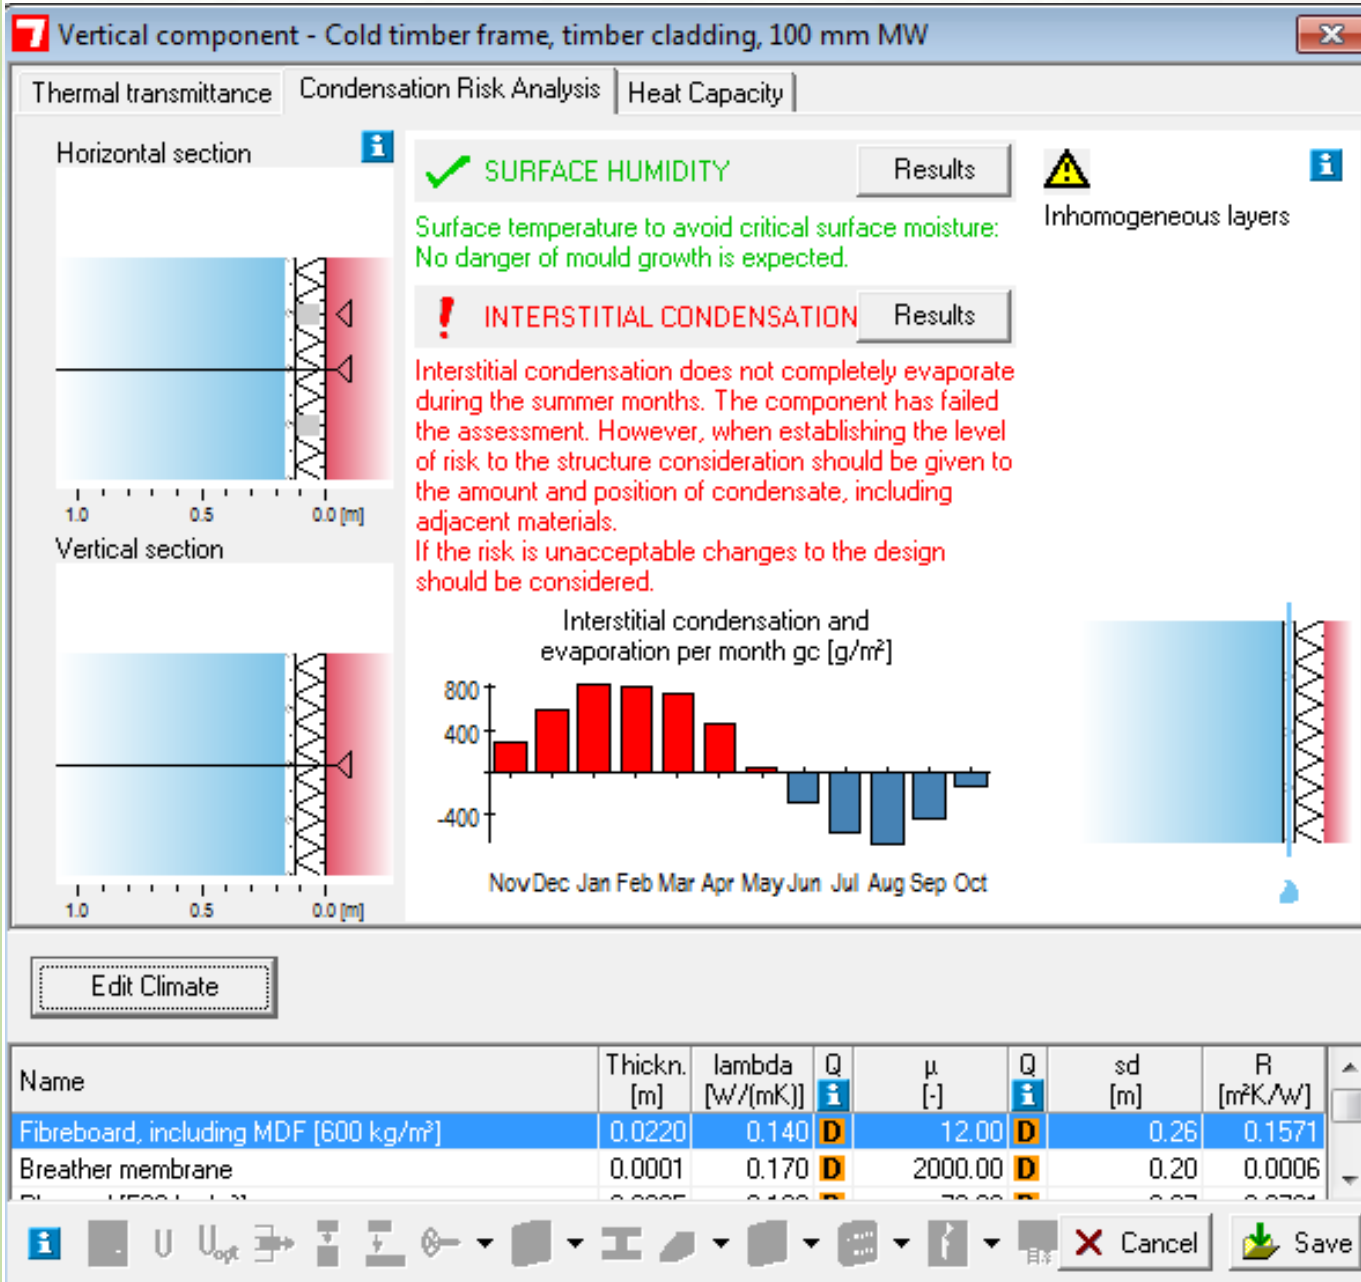 Vertical component - Cold timber frame, timber cladding, 100 mm MW
Thermal transmittance Condensation Risk Analysis Heat Capacity
Horizontal section
1.0 0.5 0.0 [m]
Vertical section
1.0 0.5 0.0 [m]
SURFACE HUMIDITY Results
Surface temperature to avoid critical surface moisture:
No danger of mould growth is expected.
INTERSTITIAL CONDENSATION Results
Interstitial condensation does not completely evaporate
during the summer months. The component has failed
the assessment. However, when establishing the level
of risk to the structure consideration should be given to
the amount and position of condensate, including
adjacent materials.
If the risk is unacceptable changes to the design
should be considered.
Interstitial condensation and
evaporation per month gc [g/m²]
800
400
-400
Nov Dec Jan Feb Mar Apr May Jun Jul Aug Sep Oct
Inhomogeneous layers
Edit Climate
Name Thickn. [m] lambda [W/(mK)] Q µ [-] Q sd [m] R [m²K/W]
Fibreboard, including MDF [600 kg/m³] 0.0220 0.140 D 12.00 D 0.26 0.1571
Breather membrane 0.0001 0.170 D 2000.00 D 0.20 0.0006
U Uopt Cancel Save